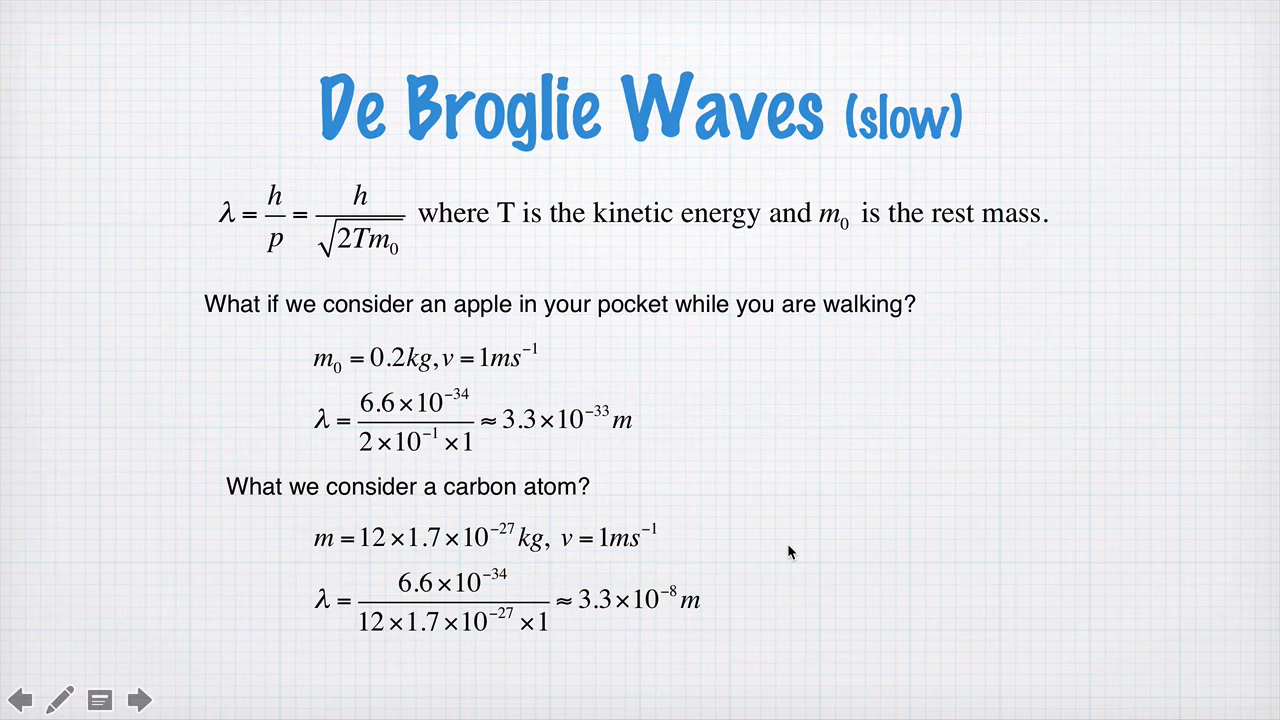 De Broglie Waves (slow)
λ = h/p = h/√(2Tm₀) where T is the kinetic energy and m₀ is the rest mass.
What if we consider an apple in your pocket while you are walking?
m₀ = 0.2kg, v = 1ms⁻¹
λ = (6.6×10⁻³⁴)/(2×10⁻¹×1) ≈ 3.3×10⁻³³ m
What we consider a carbon atom?
m = 12×1.7×10⁻²⁷ kg, v = 1ms⁻¹
λ = (6.6×10⁻³⁴)/(12×1.7×10⁻²⁷×1) ≈ 3.3×10⁻⁸ m